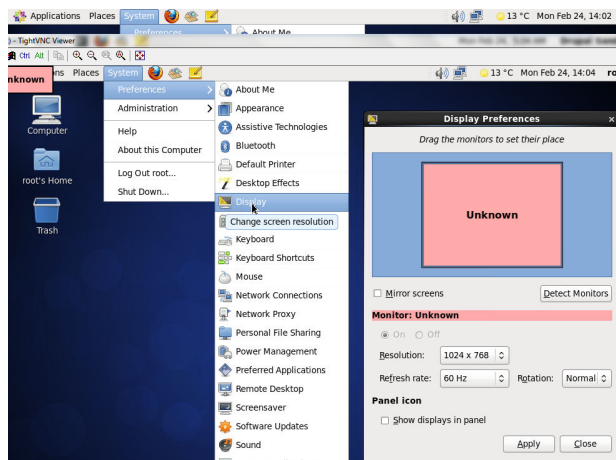 Applications Places System 13 °C Mon Feb 24, 14:02
Preferences About Me
) - TightVNC Viewer
Ctrl Alt
nknown
ns Places System 13 °C Mon Feb 24, 14:04 ro
Computer
root's Home
Trash
Preferences
Administration
Help
About this Computer
Log Out root...
Shut Down...
About Me
Appearance
Assistive Technologies
Bluetooth
Default Printer
Desktop Effects
Display
Change screen resolution
Keyboard
Keyboard Shortcuts
Mouse
Network Connections
Network Proxy
Personal File Sharing
Power Management
Preferred Applications
Remote Desktop
Screensaver
Software Updates
Sound
Display Preferences
Drag the monitors to set their place
Unknown
Mirror screens Detect Monitors
Monitor: Unknown
On Off
Resolution: 1024 x 768
Refresh rate: 60 Hz Rotation: Normal
Panel icon
Show displays in panel
Apply Close